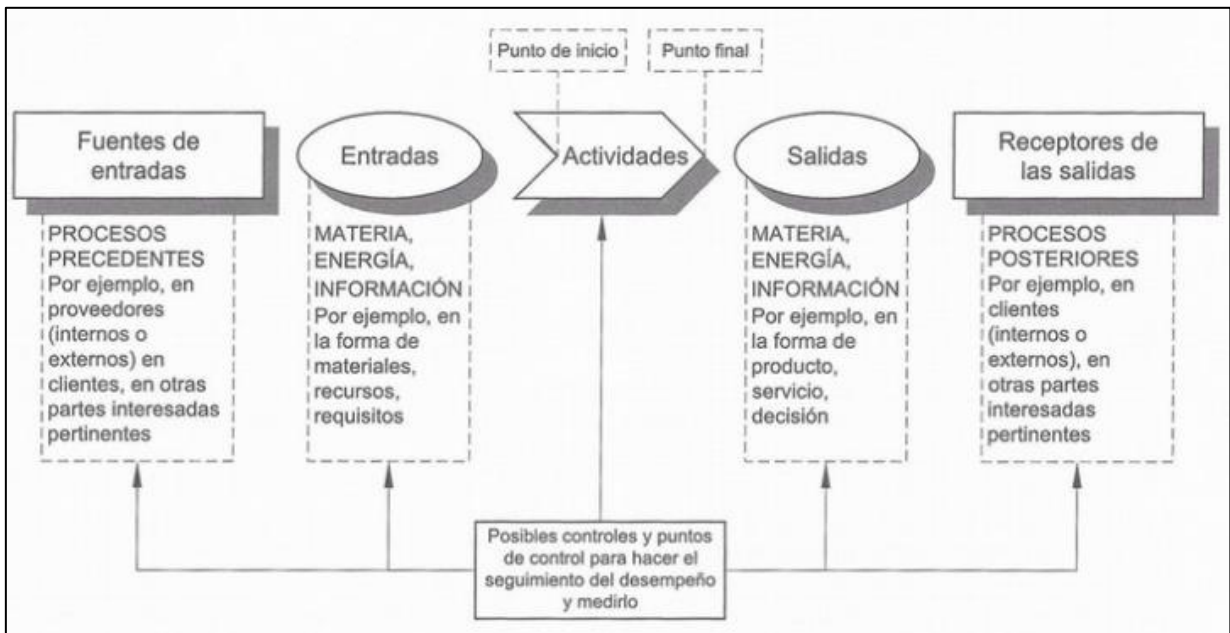 Punto de inicio
Punto final
Fuentes de
entradas
Entradas
Actividades
Salidas
Receptores de
las salidas
PROCESOS
PRECEDENTES
Por ejemplo, en
proveedores
(internos o
externos) en
clientes, en otras
partes interesadas
pertinentes
MATERIA,
ENERGÍA,
INFORMACIÓN
Por ejemplo, en
la forma de
materiales,
recursos,
requisitos
MATERIA,
ENERGÍA,
INFORMACIÓN
Por ejemplo, en
la forma de
producto,
servicio,
decisión
PROCESOS
POSTERIORES
Por ejemplo, en
clientes
(internos o
externos), en
otras partes
interesadas
pertinentes
Posibles controles y puntos
de control para hacer el
seguimiento del desempeño
y medirlo